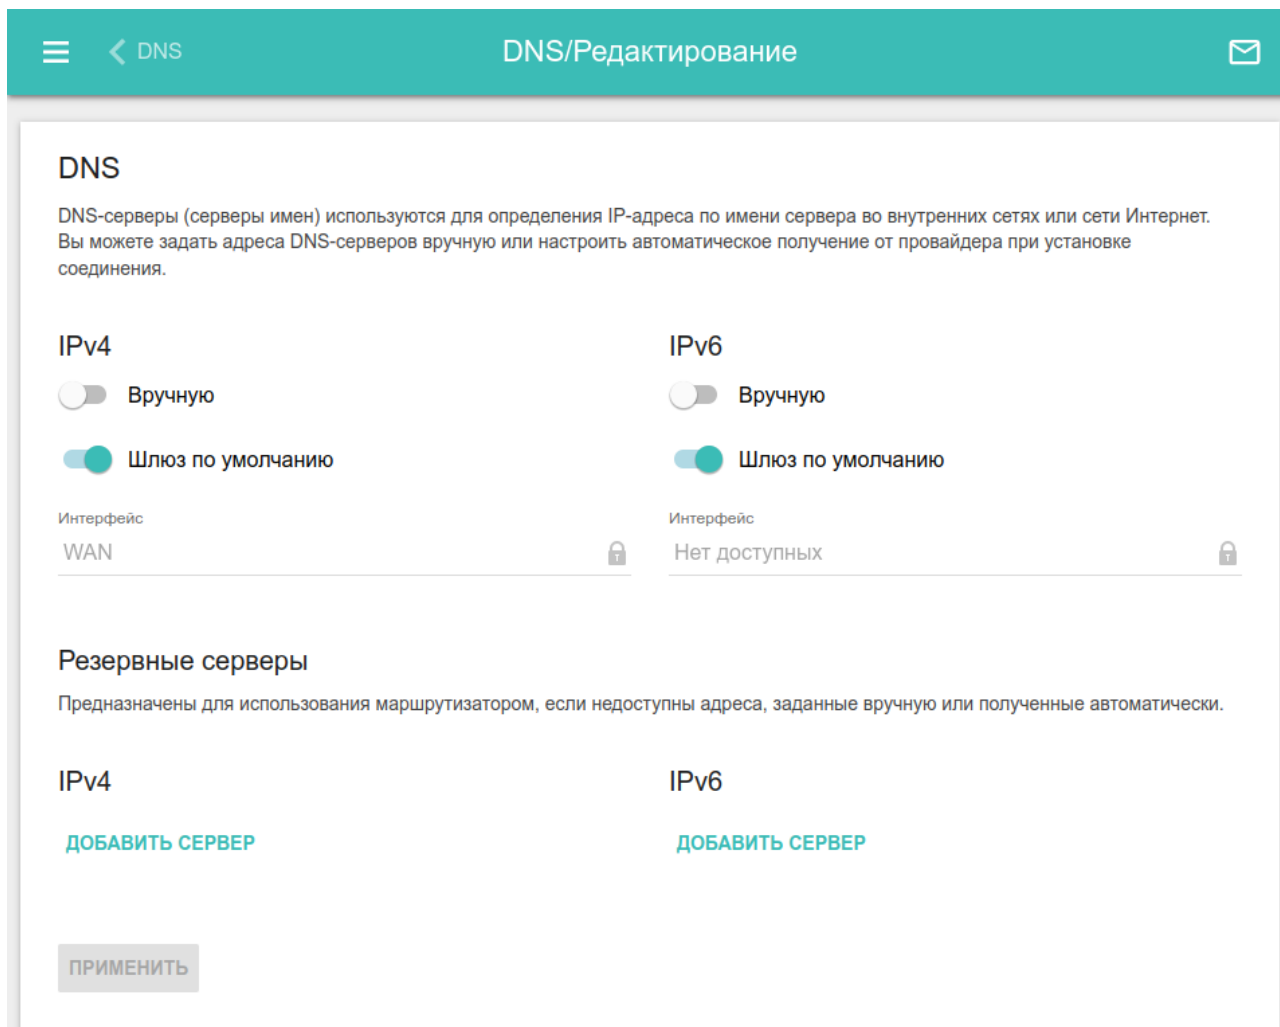 DNS
DNS/Редактирование
DNS
DNS-серверы (серверы имен) используются для определения IP-адреса по имени сервера во внутренних сетях или сети Интернет.
Вы можете задать адреса DNS-серверов вручную или настроить автоматическое получение от провайдера при установке
соединения.
IPv4
Вручную
Шлюз по умолчанию
Интерфейс
WAN
IPv6
Вручную
Шлюз по умолчанию
Интерфейс
Нет доступных
Резервные серверы
Предназначены для использования маршрутизатором, если недоступны адреса, заданные вручную или полученные автоматически.
IPv4
ДОБАВИТЬ СЕРВЕР
IPv6
ДОБАВИТЬ СЕРВЕР
ПРИМЕНИТЬ